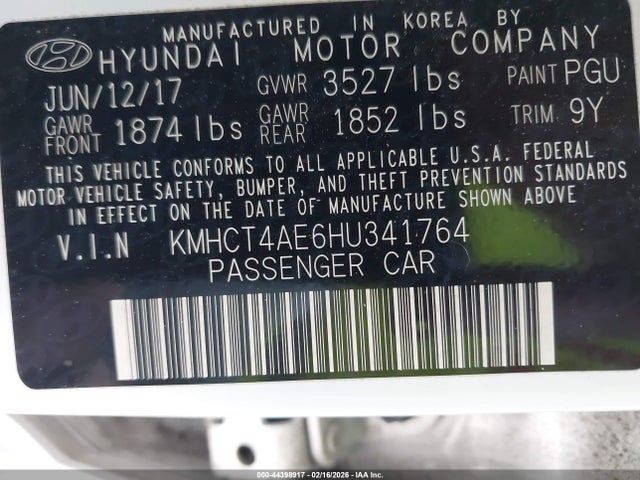 MANUFACTURED IN KOREA BY
HYUNDAI MOTOR COMPANY
JUN/12/17 GVWR 3527 lbs PAINT PGU
GAWR FRONT 1874 lbs GAWR REAR 1852 lbs TRIM 9Y
THIS VEHICLE CONFORMS TO ALL APPLICABLE U.S.A. FEDERAL
MOTOR VEHICLE SAFETY, BUMPER, AND THEFT PREVENTION STANDARDS
IN EFFECT ON THE DATE OF MANUFACTURE SHOWN ABOVE
V.I.N KMHCT4AE6HU341764
PASSENGER CAR
000-44398917 - 02/16/2026 - IAA Inc.